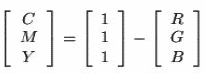 [ C ] = [ 1 ] - [ R ]
[ M ] = [ 1 ] - [ G ]
[ Y ] = [ 1 ] - [ B ]